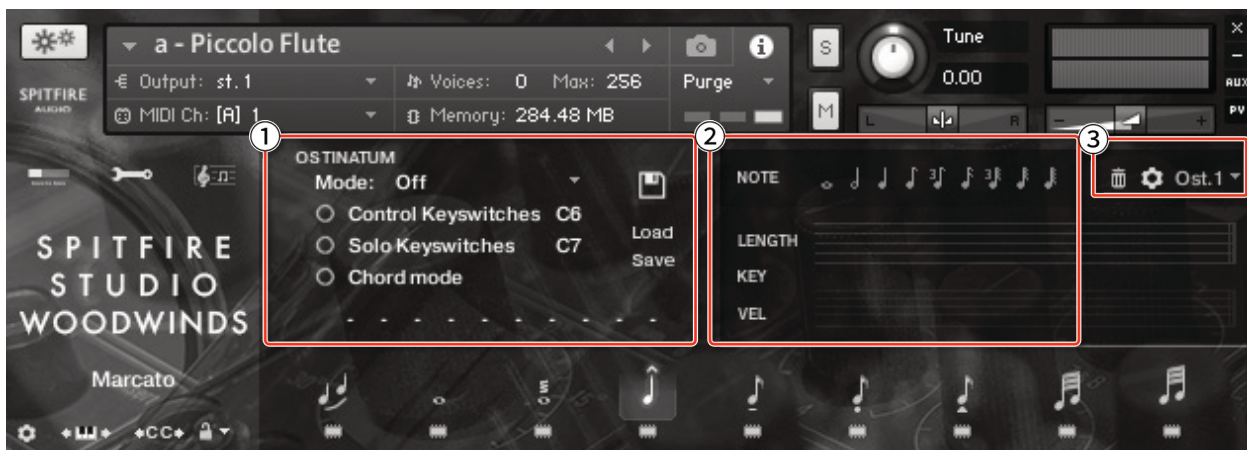 a - Piccolo Flute
SPITFIRE
AUDIO
Output: st. 1
Voices: 0 Max: 256
Purge
MIDI Ch: [A] 1
Memory: 284.48 MB
S
M
Tune
0.00
L
R
-
+
×
-
AUX
PV
1
OSTINATUM
Mode: Off
Control Keyswitches C6
Solo Keyswitches C7
Chord mode
Load
Save
2
NOTE
3 3
LENGTH
KEY
VEL
3
Ost.1
SPITFIRE
STUDIO
WOODWINDS
Marcato
CC